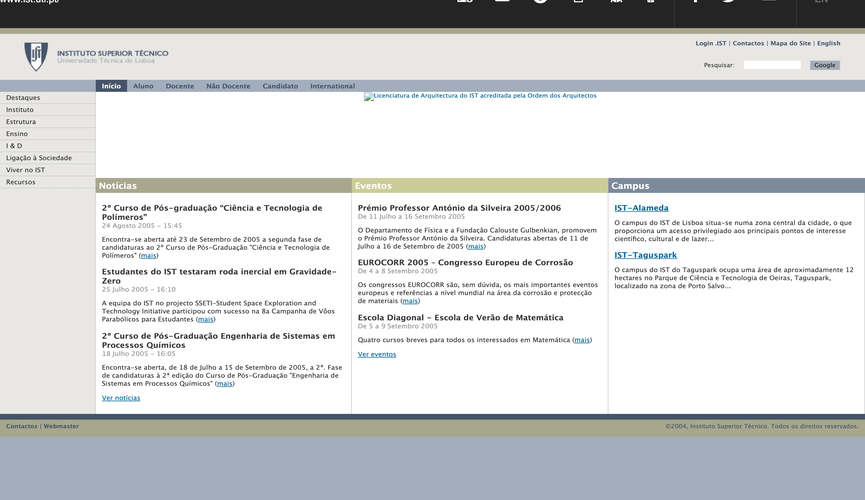 www.ist.utl.pt/
EN
INSTITUTO SUPERIOR TÉCNICO
Universidade Técnica de Lisboa
Login .IST | Contactos | Mapa do Site | English
Pesquisar:
Google
Início Aluno Docente Não Docente Candidato International
Destaques
Instituto
Estrutura
Ensino
I & D
Ligação à Sociedade
Viver no IST
Recursos
Licenciatura de Arquitectura do IST acreditada pela Ordem dos Arquitectos
Notícias
2º Curso de Pós-graduação "Ciência e Tecnologia de
Polímeros"
24 Agosto 2005 - 15:45
Encontra-se aberta até 23 de Setembro de 2005 a segunda fase de
candidaturas ao 2º Curso de Pós-Graduação "Ciência e Tecnologia de
Polímeros" (mais)
Estudantes do IST testaram roda inercial em Gravidade-
Zero
25 Julho 2005 - 16:10
A equipa do IST no projecto SSETI-Student Space Exploration and
Technology Initiative participou com sucesso na 8a Campanha de Vôos
Parabólicos para Estudantes (mais)
2º Curso de Pós-Graduação Engenharia de Sistemas em
Processos Químicos
18 Julho 2005 - 16:05
Encontra-se aberta, de 18 de Julho a 15 de Setembro de 2005, a 2ª. Fase
de candidaturas à 2ª edição do Curso de Pós-Graduação "Engenharia de
Sistemas em Processos Químicos" (mais)
Ver notícias
Eventos
Prémio Professor António da Silveira 2005/2006
De 11 Julho a 16 Setembro 2005
O Departamento de Física e a Fundação Calouste Gulbenkian, promovem
o Prémio Professor António da Silveira. Candidaturas abertas de 11 de
Julho a 16 de Setembro de 2005 (mais)
EUROCORR 2005 - Congresso Europeu de Corrosão
De 4 a 8 Setembro 2005
Os congressos EUROCORR são, sem dúvida, os mais importantes eventos
europeus e referências a nível mundial na área da corrosão e protecção
de materiais (mais)
Escola Diagonal - Escola de Verão de Matemática
De 5 a 9 Setembro 2005
Quatro cursos breves para todos os interessados em Matemática (mais)
Ver eventos
Campus
IST-Alameda
O campus do IST de Lisboa situa-se numa zona central da cidade, o que
proporciona um acesso privilegiado aos principais pontos de interesse
científico, cultural e de lazer...
IST-Taguspark
O campus do IST do Taguspark ocupa uma área de aproximadamente 12
hectares no Parque de Ciência e Tecnologia de Oeiras, Taguspark,
localizado na zona de Porto Salvo...
Contactos | Webmaster
©2004, Instituto Superior Técnico. Todos os direitos reservados.